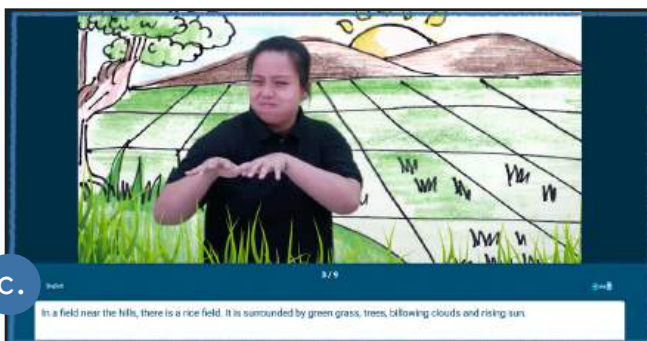 3/9
c.
English
In a field near the hills, there is a rice field. It is surrounded by green grass, trees, billowing clouds and rising sun.